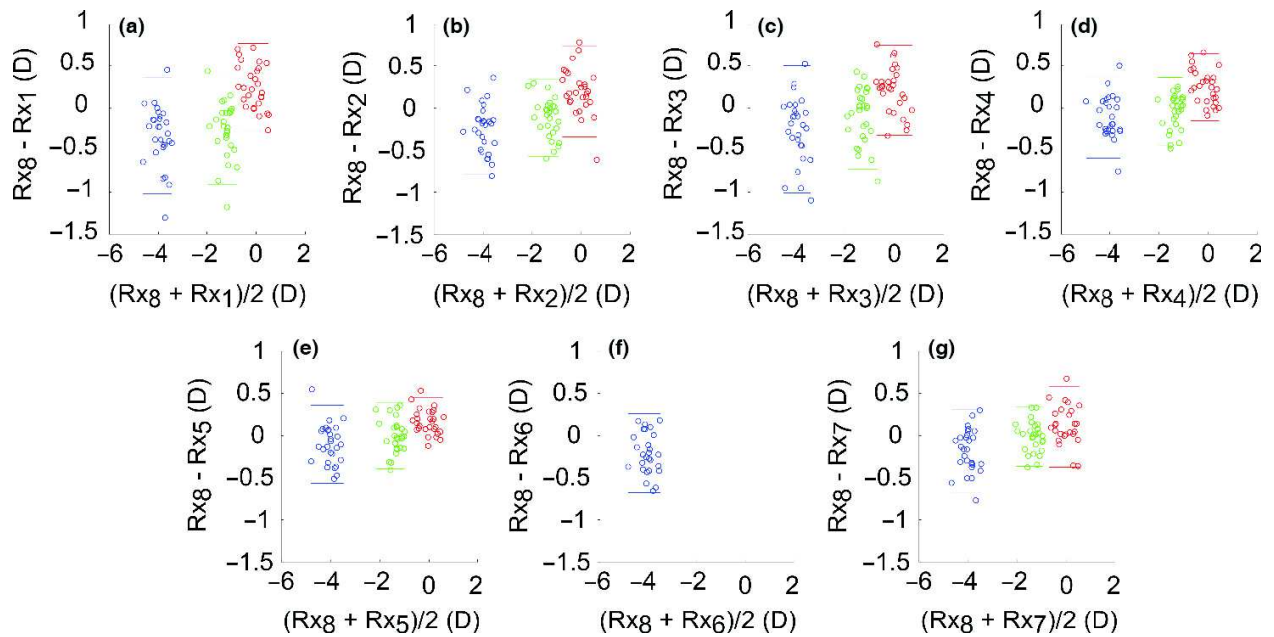 (a)
Rx8 - Rx1 (D)
1
0.5
0
−0.5
−1
−1.5
−6 −4 −2 0 2
(Rx8 + Rx1)/2 (D)
(b)
Rx8 - Rx2 (D)
1
0.5
0
−0.5
−1
−1.5
−6 −4 −2 0 2
(Rx8 + Rx2)/2 (D)
(c)
Rx8 - Rx3 (D)
1
0.5
0
−0.5
−1
−1.5
−6 −4 −2 0 2
(Rx8 + Rx3)/2 (D)
(d)
Rx8 - Rx4 (D)
1
0.5
0
−0.5
−1
−1.5
−6 −4 −2 0 2
(Rx8 + Rx4)/2 (D)
(e)
Rx8 - Rx5 (D)
1
0.5
0
−0.5
−1
−1.5
−6 −4 −2 0 2
(Rx8 + Rx5)/2 (D)
(f)
Rx8 - Rx6 (D)
1
0.5
0
−0.5
−1
−1.5
−6 −4 −2 0 2
(Rx8 + Rx6)/2 (D)
(g)
Rx8 - Rx7 (D)
1
0.5
0
−0.5
−1
−1.5
−6 −4 −2 0 2
(Rx8 + Rx7)/2 (D)